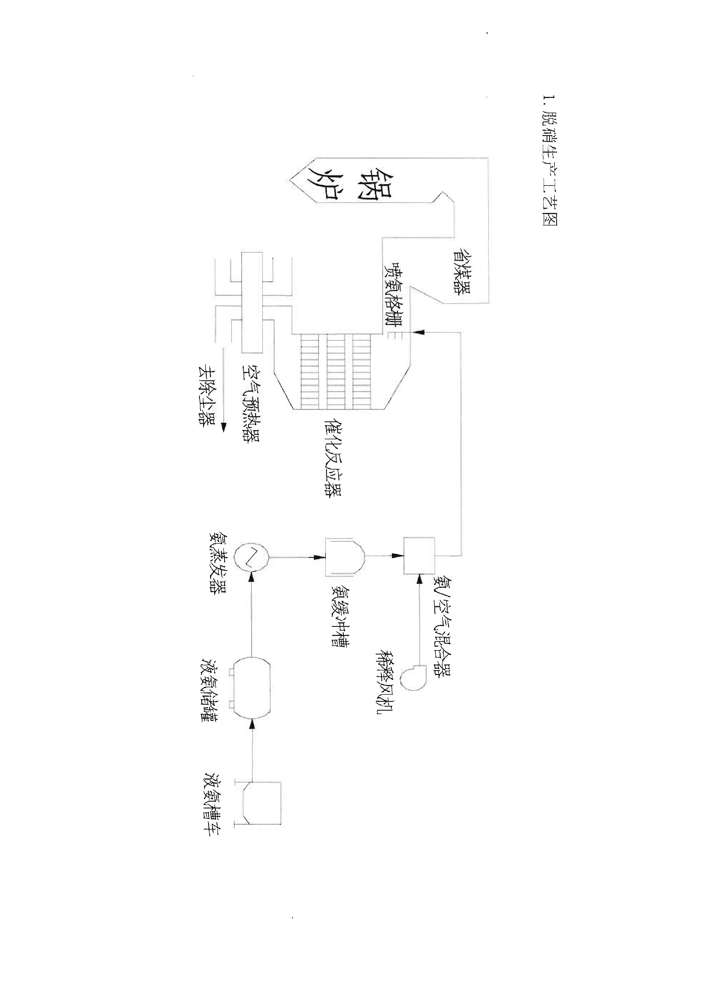 1.脱硝生产工艺图
锅
炉
省煤器
喷氨格栅
空气预热器
去除尘器
催化反应器
氨/空气混合器
稀释风机
氨缓冲槽
氨蒸发器
液氨储罐
液氨槽车